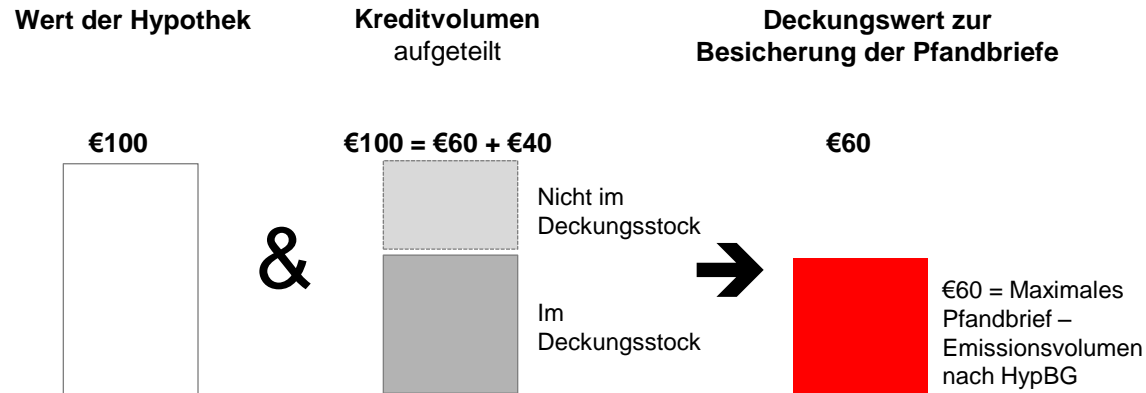 Wert der Hypothek
Kreditvolumen
aufgeteilt
Deckungswert zur
Besicherung der Pfandbriefe
€100
€100 = €60 + €40
€60
&
Nicht im
Deckungsstock
Im
Deckungsstock
€60 = Maximales
Pfandbrief –
Emissionsvolumen
nach HypBG